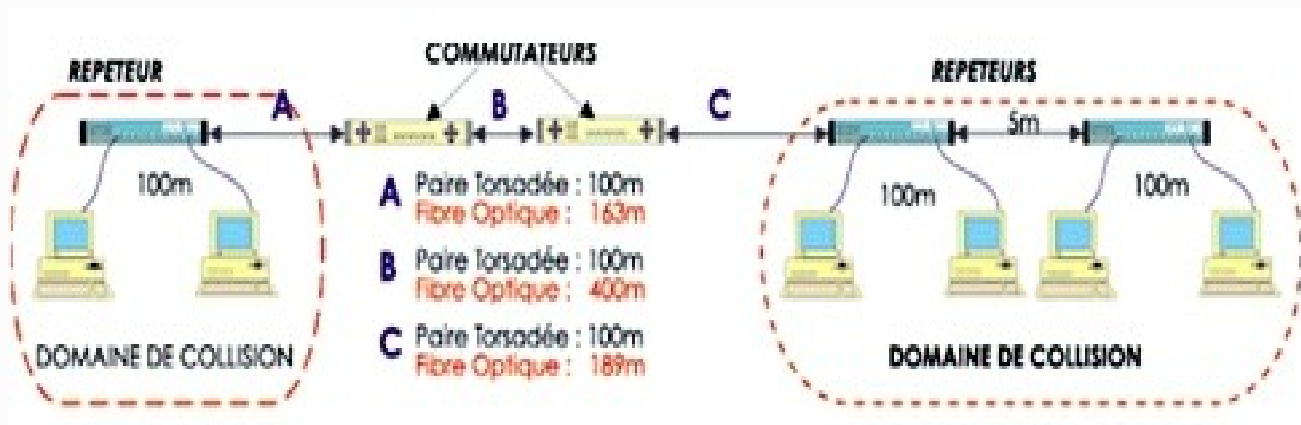 REPETEUR
COMMUTATEURS
REPETEURS
A
B
C
5m
100m
100m
100m
A Paire Torsadée : 100m
Fibre Optique : 163m
B Paire Torsadée : 100m
Fibre Optique : 400m
C Paire Torsadée : 100m
Fibre Optique : 189m
DOMAINE DE COLLISION
DOMAINE DE COLLISION